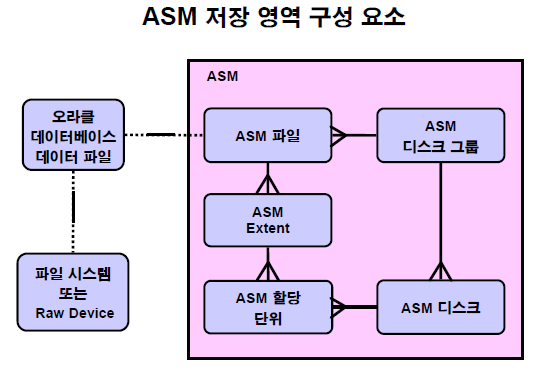 ASM 저장 영역 구성 요소
ASM
오라클
데이터베이스
데이터 파일
ASM 파일
ASM
디스크 그룹
ASM
Extent
파일 시스템
또는
Raw Device
ASM 할당
단위
ASM 디스크